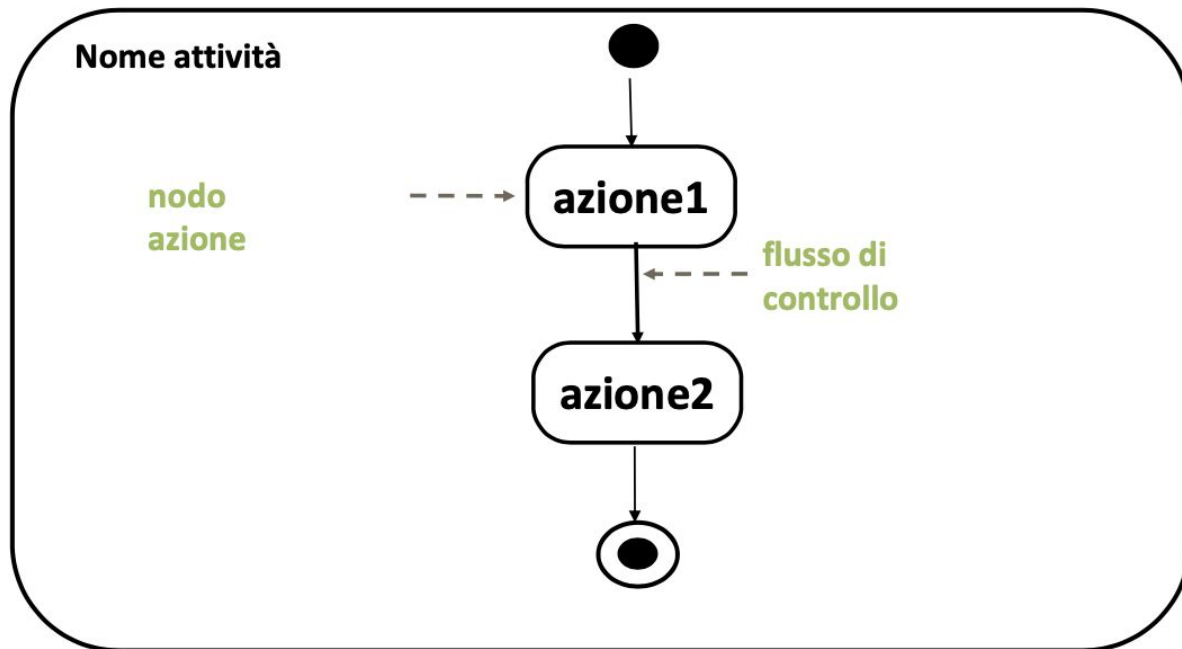 Nome attività
nodo
azione
azione1
flusso di
controllo
azione2